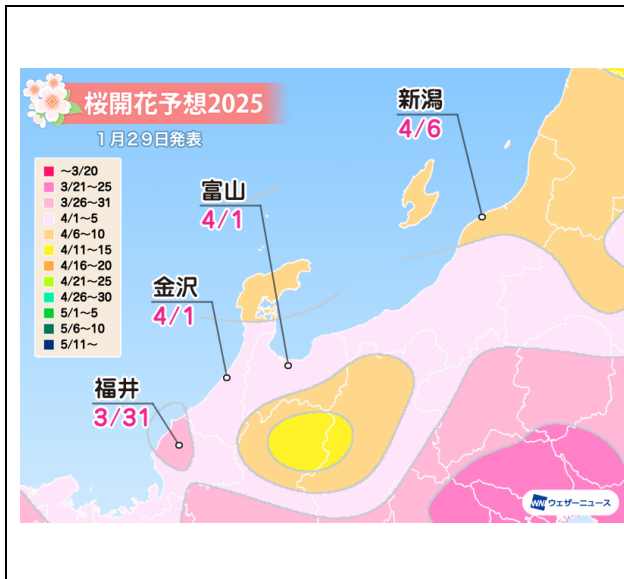 桜開花予想2025
1月29日発表
～3/20
3/21～25
3/26～31
4/1～5
4/6～10
4/11～15
4/16～20
4/21～25
4/26～30
5/1～5
5/6～10
5/11～
新潟
4/6
富山
4/1
金沢
4/1
福井
3/31
WN ウェザーニュース